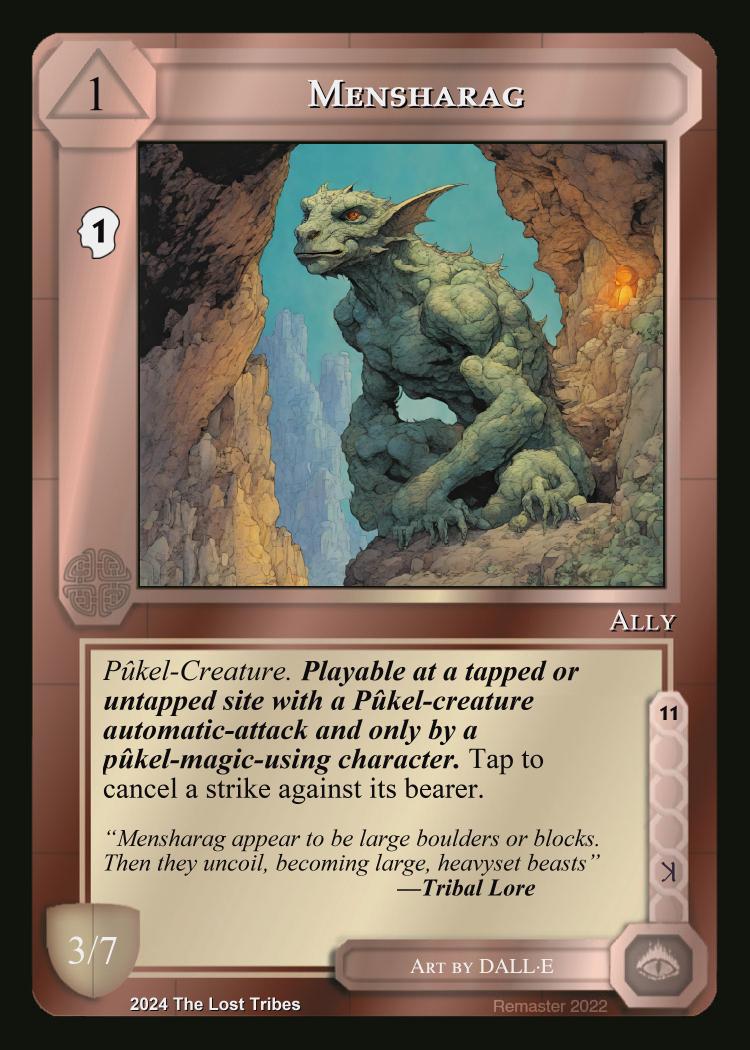 1
MENSHARAG
1
ALLY
Pûkel-Creature. Playable at a tapped or
untapped site with a Pûkel-creature
automatic-attack and only by a
pûkel-magic-using character. Tap to
cancel a strike against its bearer.
11
“Mensharag appear to be large boulders or blocks.
Then they uncoil, becoming large, heavyset beasts”
—Tribal Lore
3/7
ART BY DALL·E
2024 The Lost Tribes
Remaster 2022